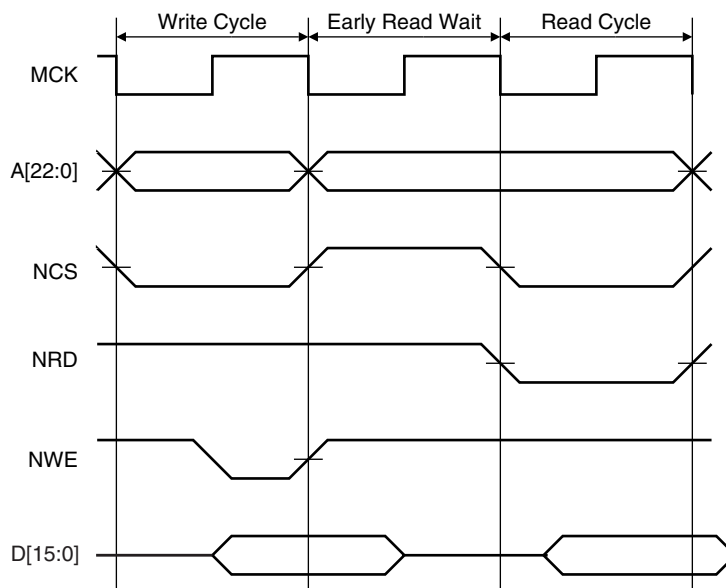 Write Cycle Early Read Wait Read Cycle
MCK
A[22:0]
NCS
NRD
NWE
D[15:0]